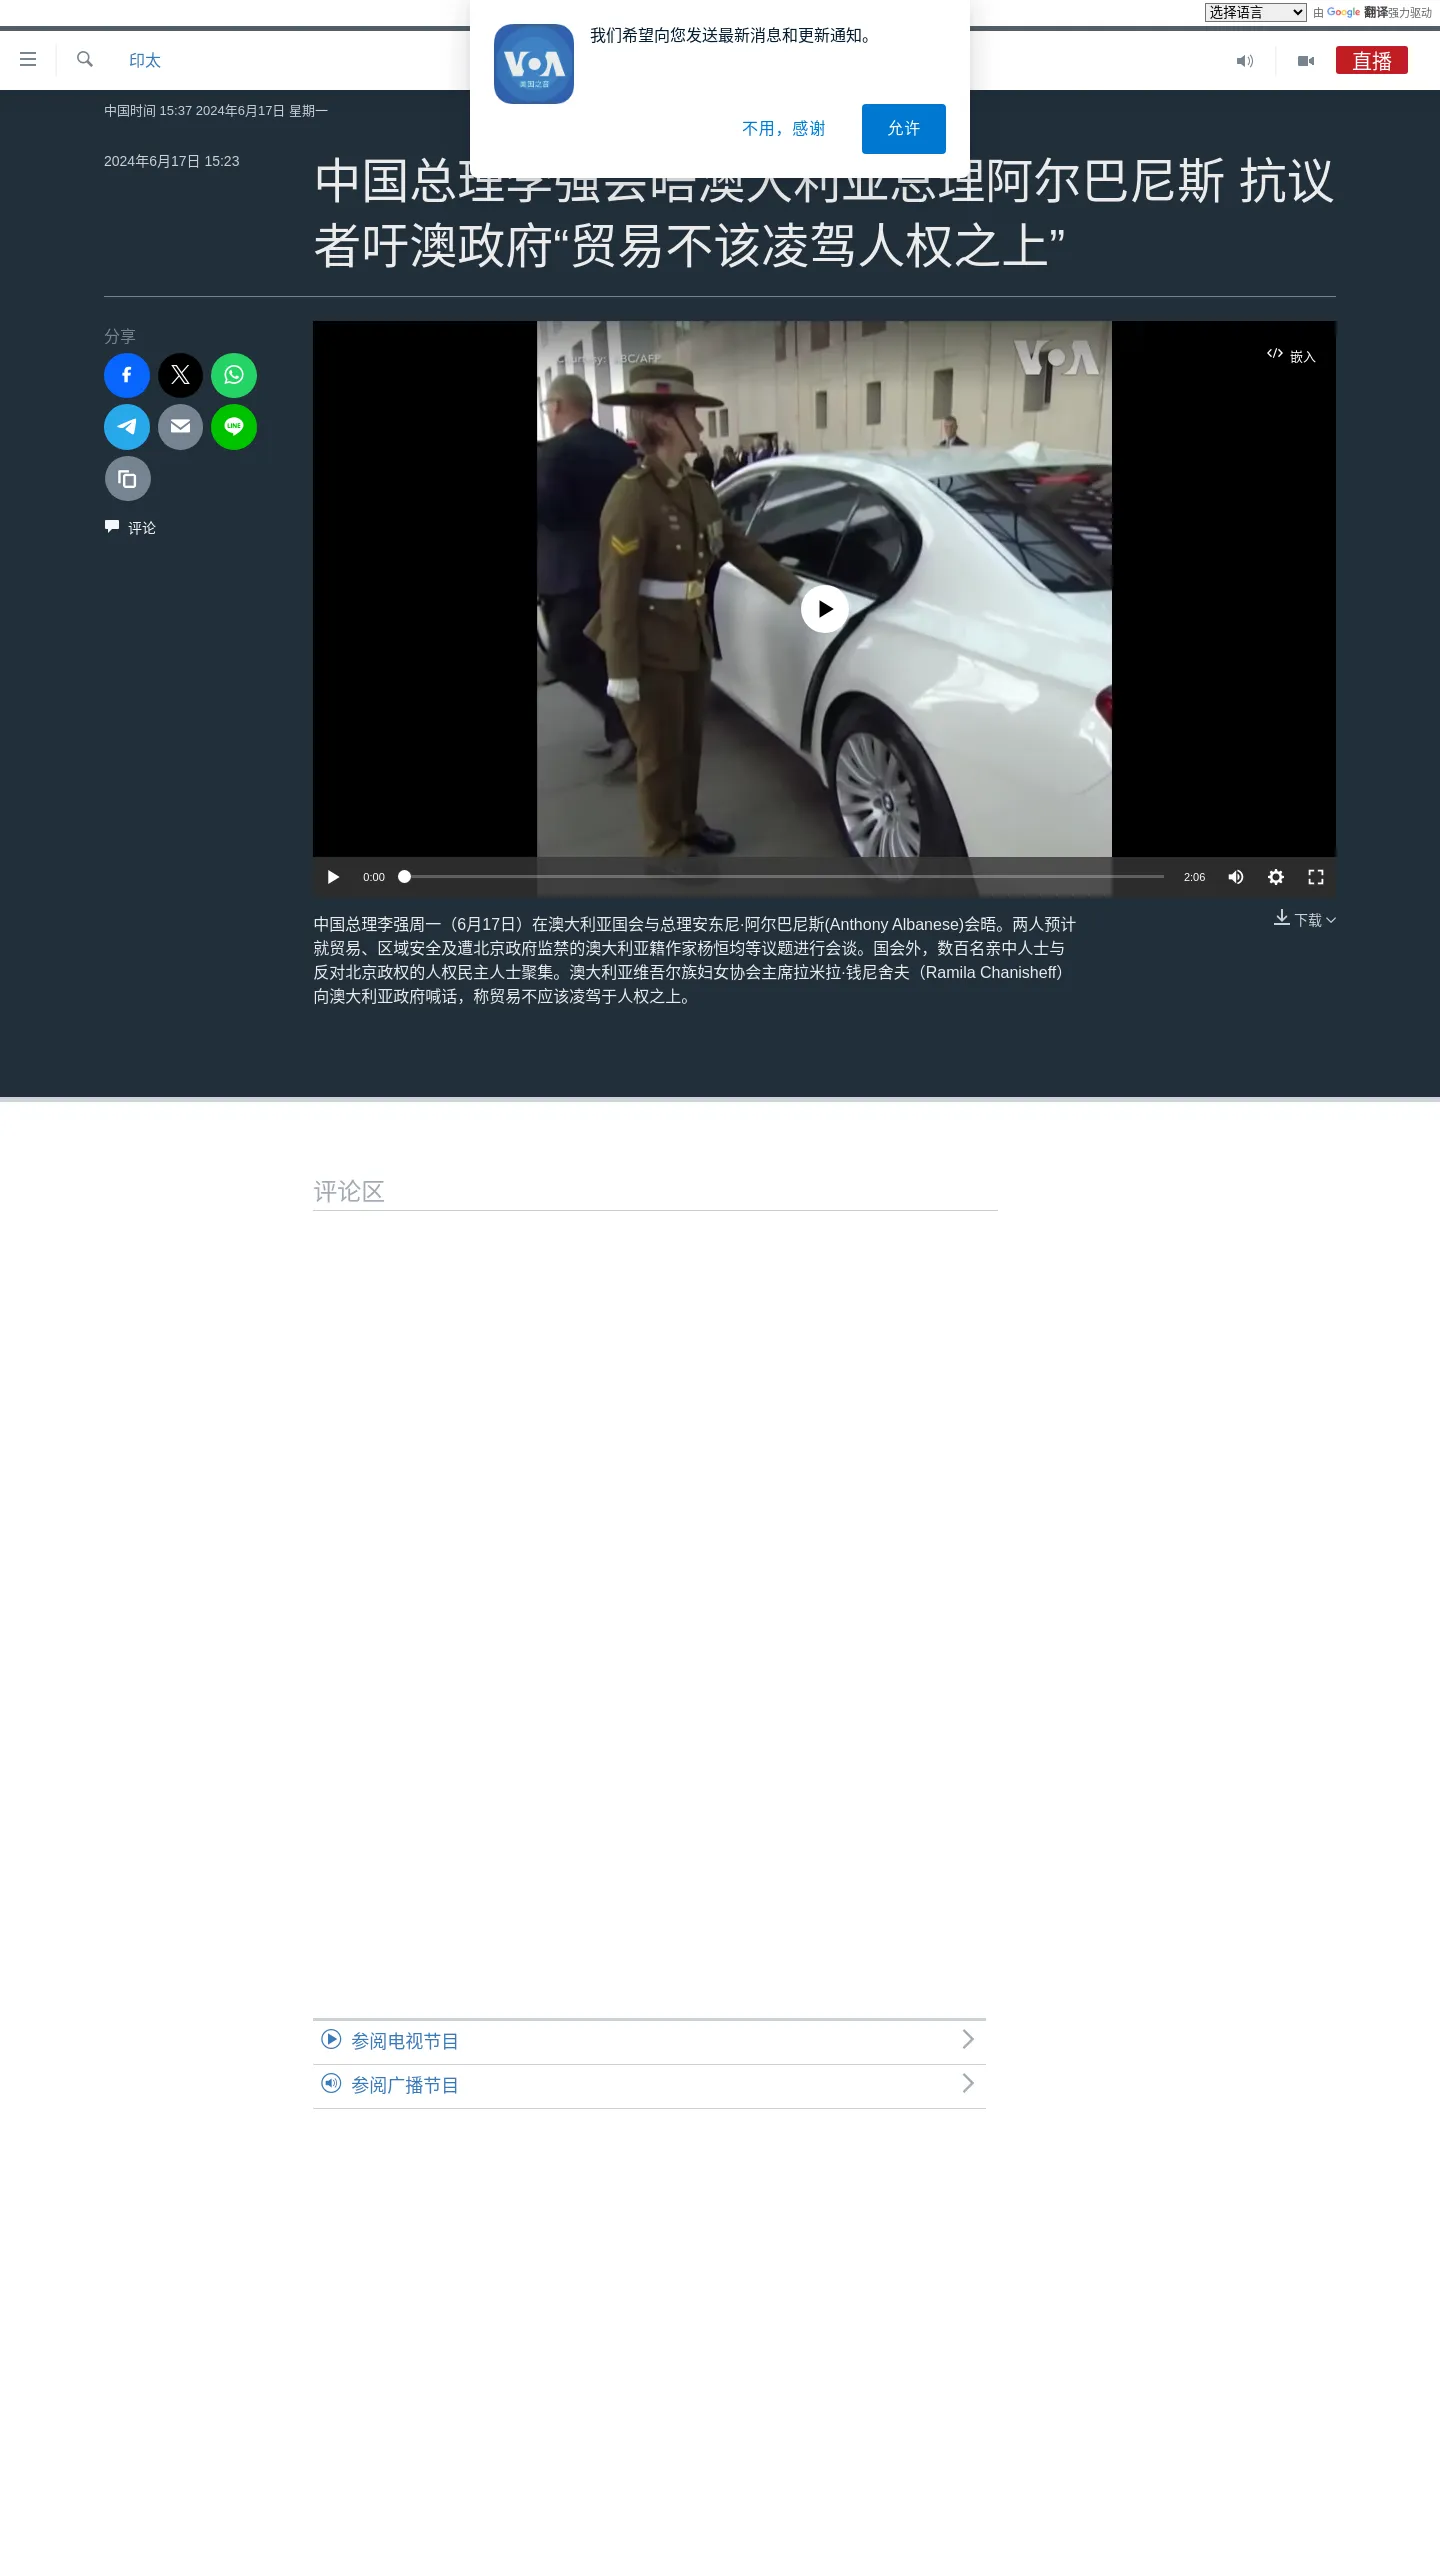 选择语言 由 Google 翻译强力驱动
我们希望向您发送最新消息和更新通知。
VOA
美国之音
不用，感谢 允许
印太
直播
中国时间 15:37 2024年6月17日 星期一
2024年6月17日 15:23
中国总理李强会晤澳大利亚总理阿尔巴尼斯 抗议
者吁澳政府“贸易不该凌驾人权之上”
分享
LINE
评论
Courtesy: ABC/AFP
VOA
嵌入
0:00 2:06
下载
中国总理李强周一（6月17日）在澳大利亚国会与总理安东尼·阿尔巴尼斯(Anthony Albanese)会晤。两人预计
就贸易、区域安全及遭北京政府监禁的澳大利亚籍作家杨恒均等议题进行会谈。国会外，数百名亲中人士与
反对北京政权的人权民主人士聚集。澳大利亚维吾尔族妇女协会主席拉米拉·钱尼舍夫（Ramila Chanisheff）
向澳大利亚政府喊话，称贸易不应该凌驾于人权之上。
评论区
参阅电视节目
参阅广播节目